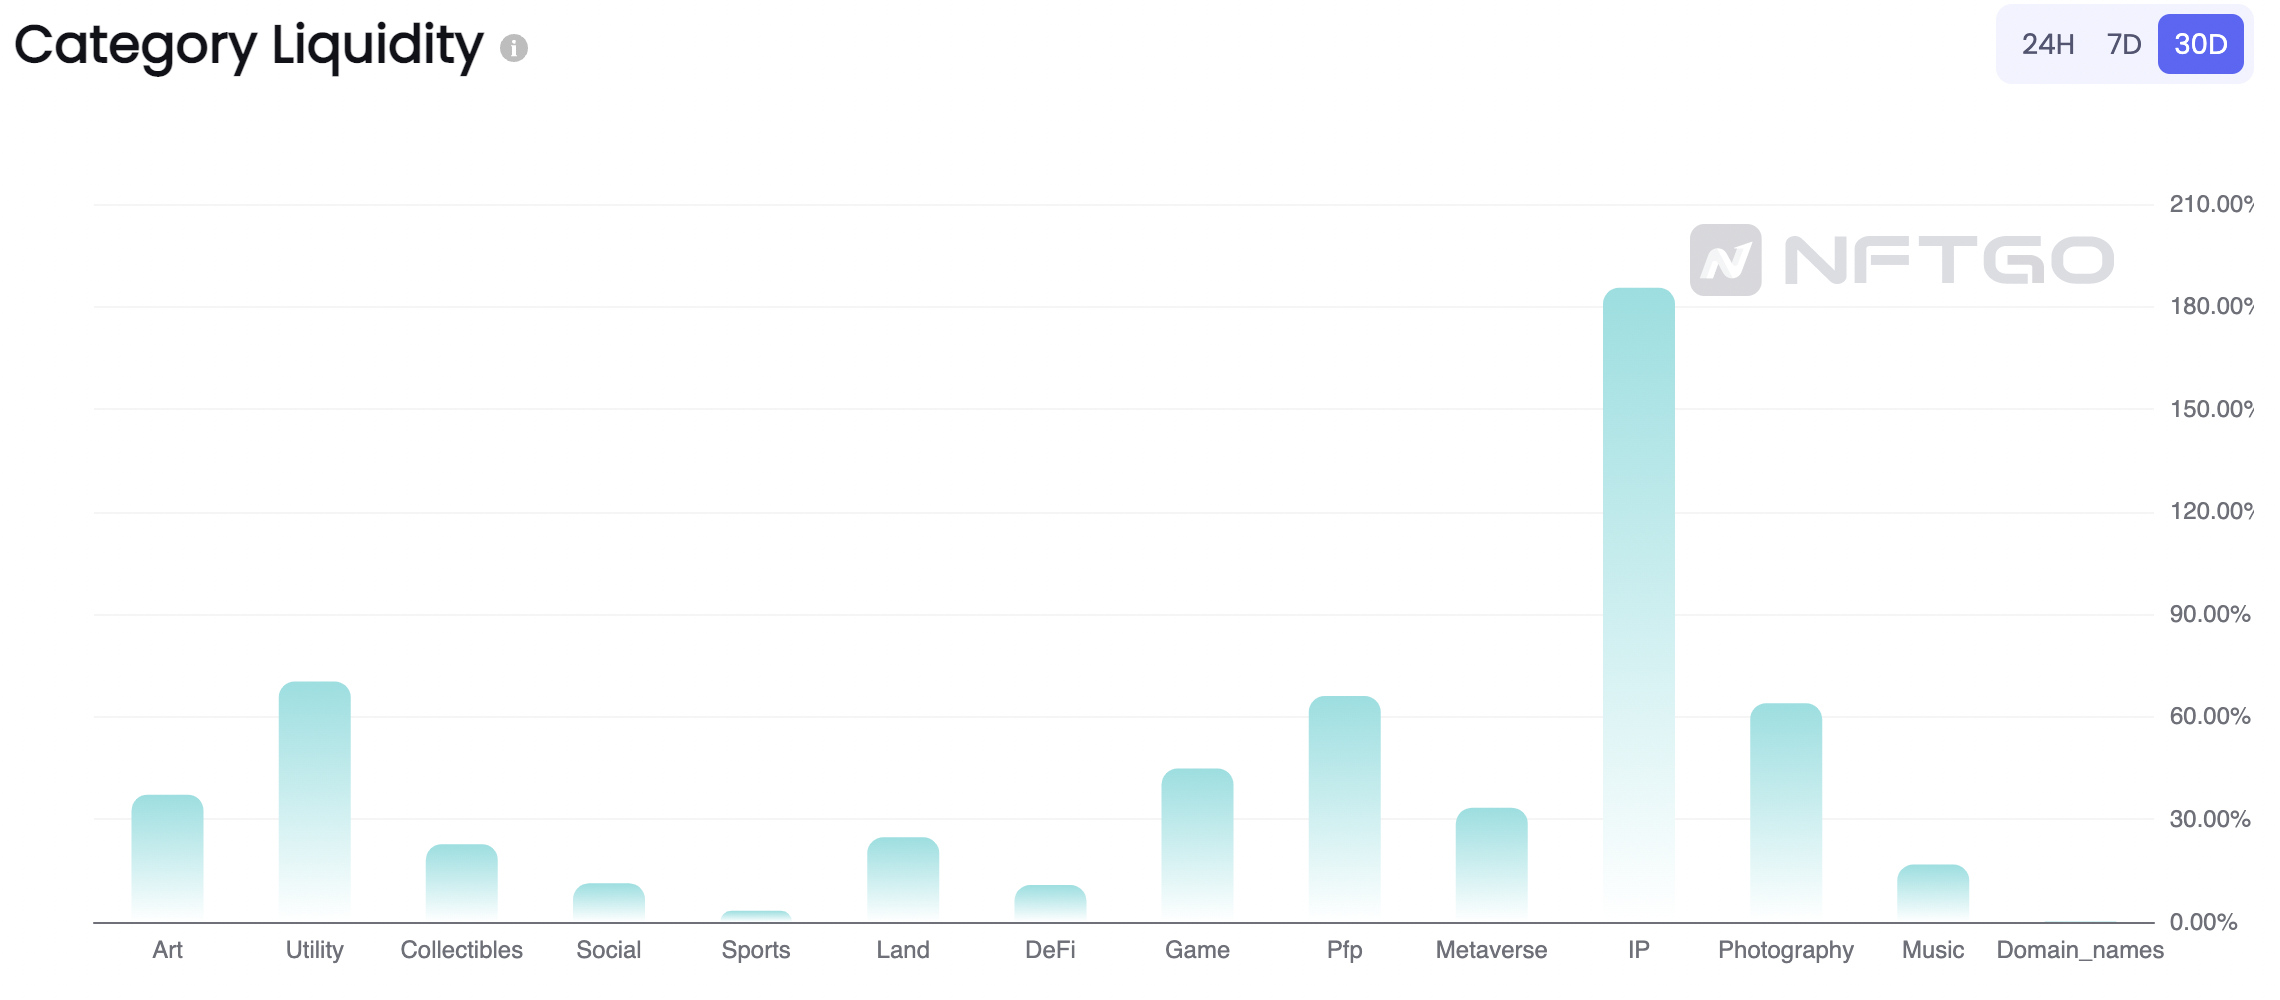 Category Liquidity
24H 7D 30D
NFTGO
210.00%
180.00%
150.00%
120.00%
90.00%
60.00%
30.00%
0.00%
Art Utility Collectibles Social Sports Land DeFi Game Pfp Metaverse IP Photography Music Domain_names